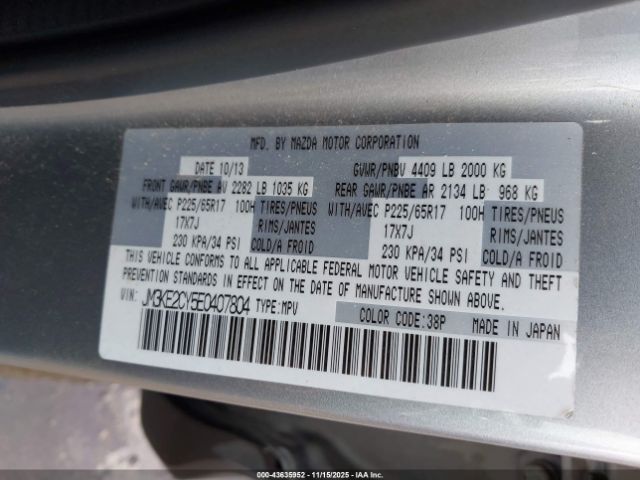 MFD. BY MAZDA MOTOR CORPORATION
DATE 10/13 GVWR/PNBV 4409 LB 2000 KG
FRONT GAWR/PNBE AV 2282 LB 1035 KG REAR GAWR/PNBE AR 2134 LB 968 KG
WITH/AVEC P225/65R17 100H TIRES/PNEUS WITH/AVEC P225/65R17 100H TIRES/PNEUS
17X7J RIMS/JANTES 17X7J RIMS/JANTES
230 KPA/34 PSI COLD/A FROID 230 KPA/34 PSI COLD/A FROID
THIS VEHICLE CONFORMS TO ALL APPLICABLE FEDERAL MOTOR VEHICLE SAFETY AND THEFT
PREVENTION STANDARDS IN EFFECT ON THE DATE OF MANUFACTURE SHOWN ABOVE.
VIN: JM3KE2CY5E0407804 TYPE:MPV
COLOR CODE:38P MADE IN JAPAN
000-43635952 - 11/15/2025 - IAA, Inc.